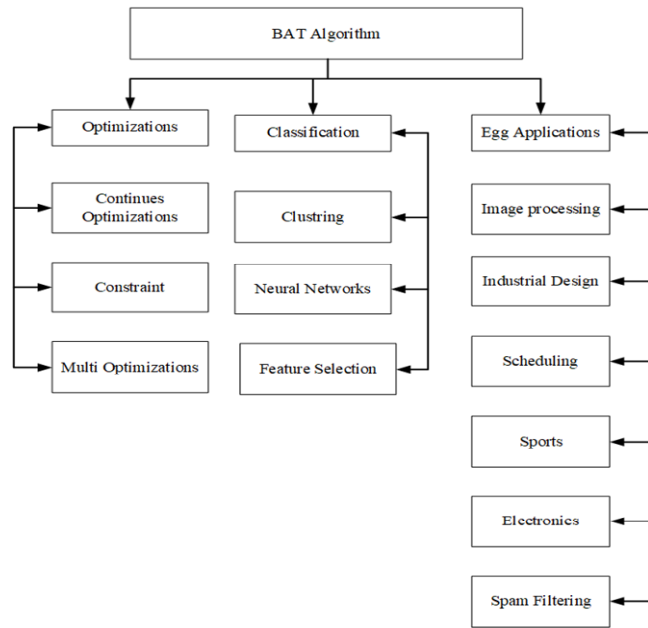 BAT Algorithm
Optimizations
Continues
Optimizations
Constraint
Multi Optimizations
Classification
Clustring
Neural Networks
Feature Selection
Egg Applications
Image processing
Industrial Design
Scheduling
Sports
Electronics
Spam Filtering